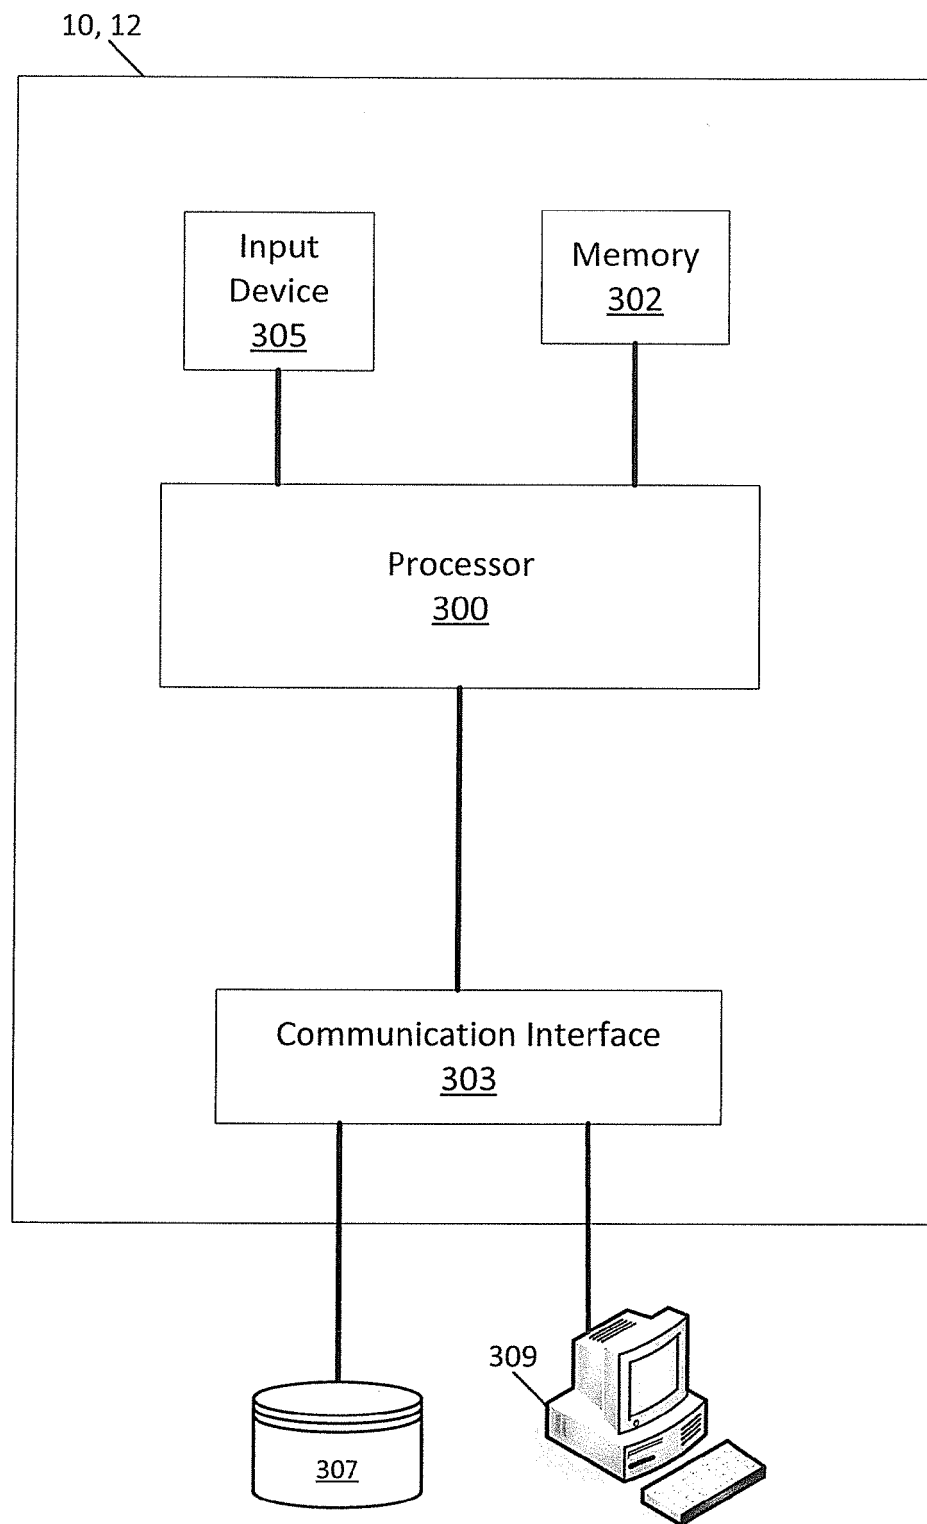 10, 12
Input
Device
305
Memory
302
Processor
300
Communication Interface
303
309
307